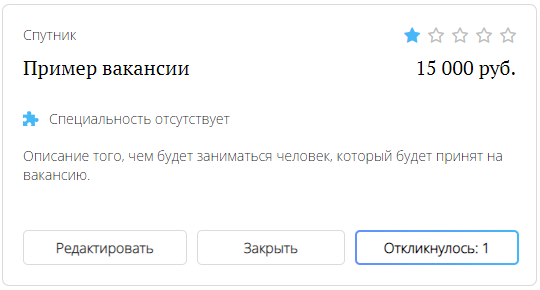 Спутник
Пример вакансии 15 000 руб.
Специальность отсутствует
Описание того, чем будет заниматься человек, который будет принят на
вакансию.
Редактировать Закрыть Откликнулось: 1